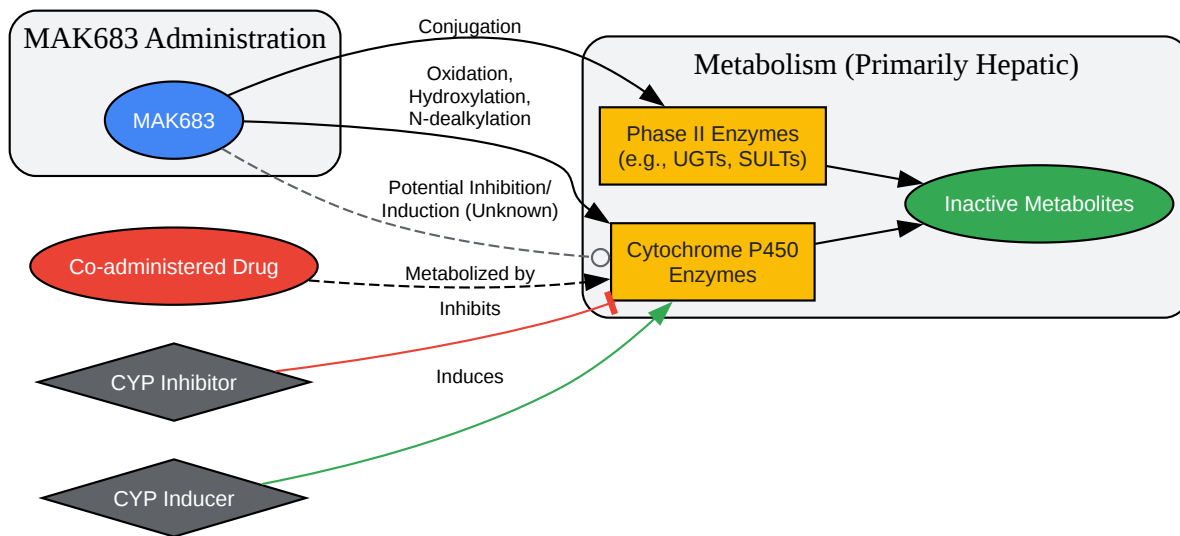 MAK683 Administration
MAK683
Conjugation
Oxidation,
Hydroxylation,
N-dealkylation
Potential Inhibition/
Induction (Unknown)
Metabolism (Primarily Hepatic)
Phase II Enzymes
(e.g., UGTs, SULTs)
Cytochrome P450
Enzymes
Inactive Metabolites
Co-administered Drug
Metabolized by
Inhibits
CYP Inhibitor
Induces
CYP Inducer